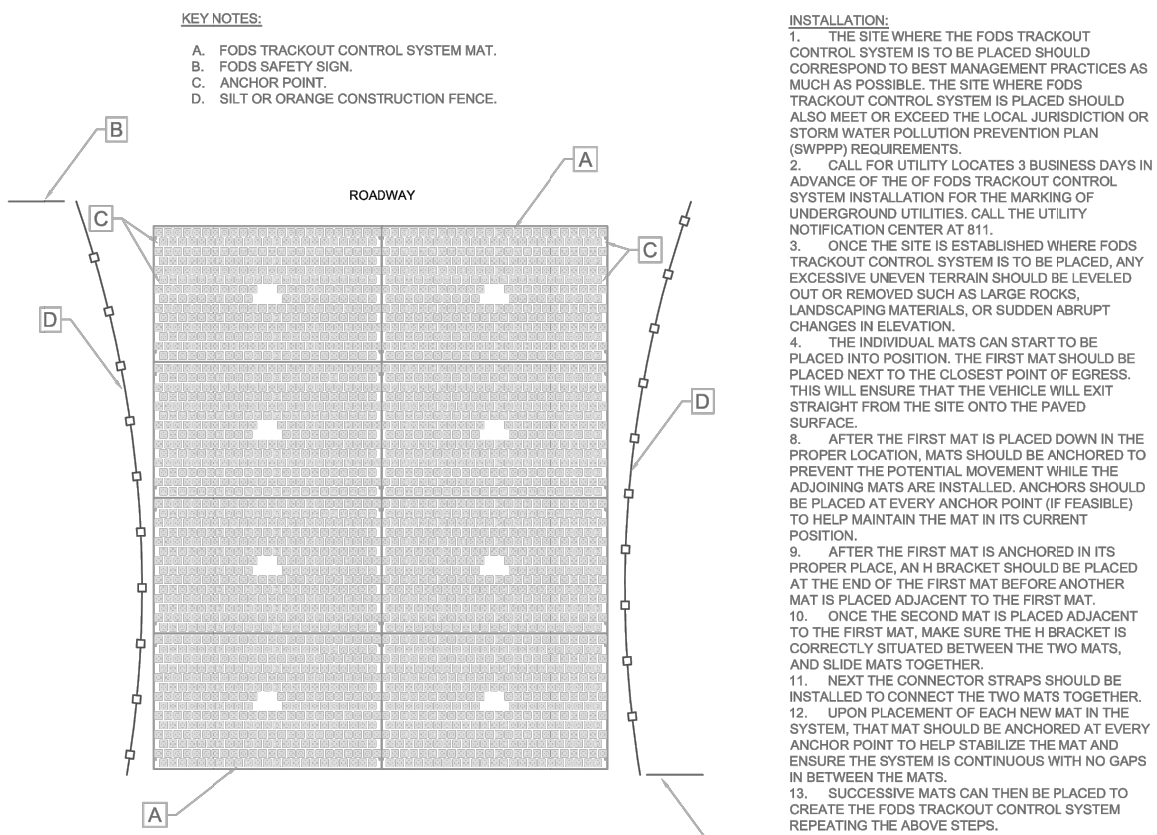 KEY NOTES:
A. FODS TRACKOUT CONTROL SYSTEM MAT.
B. FODS SAFETY SIGN.
C. ANCHOR POINT.
D. SILT OR ORANGE CONSTRUCTION FENCE.
B
A
ROADWAY
C
C
D
D
A
INSTALLATION:
1. THE SITE WHERE THE FODS TRACKOUT
CONTROL SYSTEM IS TO BE PLACED SHOULD
CORRESPOND TO BEST MANAGEMENT PRACTICES AS
MUCH AS POSSIBLE. THE SITE WHERE FODS
TRACKOUT CONTROL SYSTEM IS PLACED SHOULD
ALSO MEET OR EXCEED THE LOCAL JURISDICTION OR
STORM WATER POLLUTION PREVENTION PLAN
(SWPPP) REQUIREMENTS.
2. CALL FOR UTILITY LOCATES 3 BUSINESS DAYS IN
ADVANCE OF THE OF FODS TRACKOUT CONTROL
SYSTEM INSTALLATION FOR THE MARKING OF
UNDERGROUND UTILITIES. CALL THE UTILITY
NOTIFICATION CENTER AT 811.
3. ONCE THE SITE IS ESTABLISHED WHERE FODS
TRACKOUT CONTROL SYSTEM IS TO BE PLACED, ANY
EXCESSIVE UNEVEN TERRAIN SHOULD BE LEVELED
OUT OR REMOVED SUCH AS LARGE ROCKS,
LANDSCAPING MATERIALS, OR SUDDEN ABRUPT
CHANGES IN ELEVATION.
4. THE INDIVIDUAL MATS CAN START TO BE
PLACED INTO POSITION. THE FIRST MAT SHOULD BE
PLACED NEXT TO THE CLOSEST POINT OF EGRESS.
THIS WILL ENSURE THAT THE VEHICLE WILL EXIT
STRAIGHT FROM THE SITE ONTO THE PAVED
SURFACE.
8. AFTER THE FIRST MAT IS PLACED DOWN IN THE
PROPER LOCATION, MATS SHOULD BE ANCHORED TO
PREVENT THE POTENTIAL MOVEMENT WHILE THE
ADJOINING MATS ARE INSTALLED. ANCHORS SHOULD
BE PLACED AT EVERY ANCHOR POINT (IF FEASIBLE)
TO HELP MAINTAIN THE MAT IN ITS CURRENT
POSITION.
9. AFTER THE FIRST MAT IS ANCHORED IN ITS
PROPER PLACE, AN H BRACKET SHOULD BE PLACED
AT THE END OF THE FIRST MAT BEFORE ANOTHER
MAT IS PLACED ADJACENT TO THE FIRST MAT.
10. ONCE THE SECOND MAT IS PLACED ADJACENT
TO THE FIRST MAT, MAKE SURE THE H BRACKET IS
CORRECTLY SITUATED BETWEEN THE TWO MATS,
AND SLIDE MATS TOGETHER.
11. NEXT THE CONNECTOR STRAPS SHOULD BE
INSTALLED TO CONNECT THE TWO MATS TOGETHER.
12. UPON PLACEMENT OF EACH NEW MAT IN THE
SYSTEM, THAT MAT SHOULD BE ANCHORED AT EVERY
ANCHOR POINT TO HELP STABILIZE THE MAT AND
ENSURE THE SYSTEM IS CONTINUOUS WITH NO GAPS
IN BETWEEN THE MATS.
13. SUCCESSIVE MATS CAN THEN BE PLACED TO
CREATE THE FODS TRACKOUT CONTROL SYSTEM
REPEATING THE ABOVE STEPS.